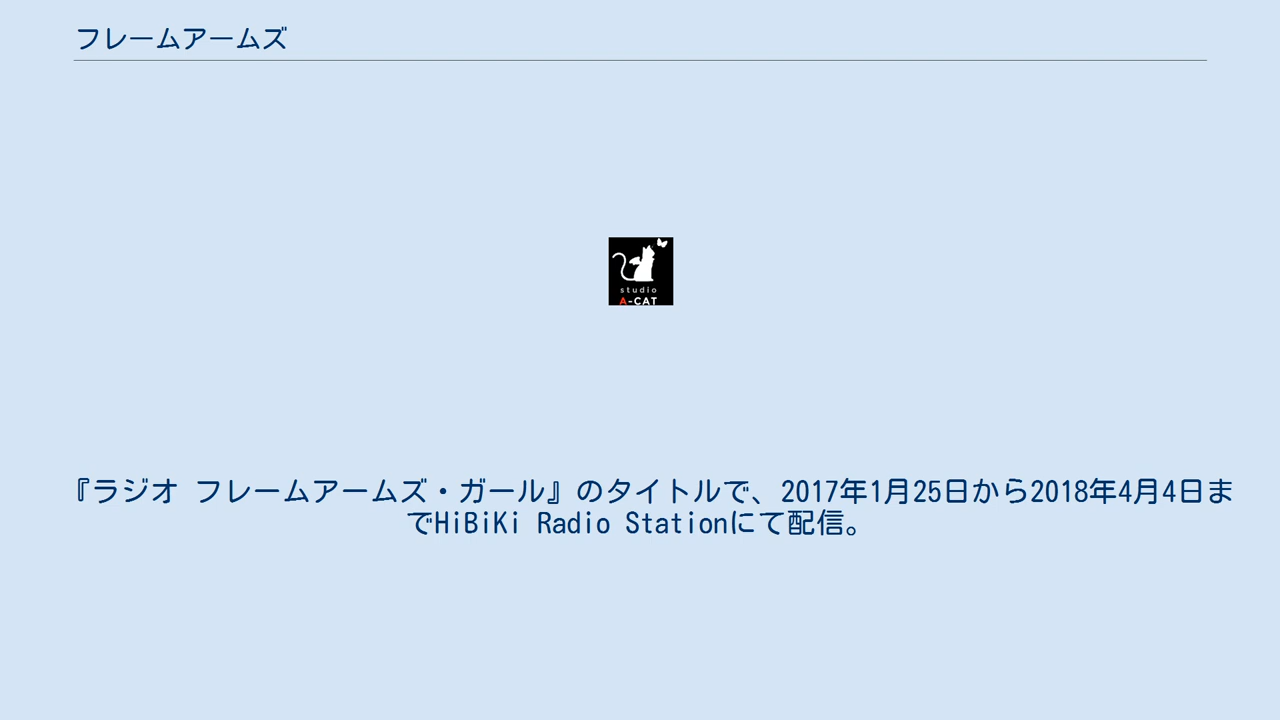 フレームアームズ
studio
A-CAT
『ラジオ フレームアームズ・ガール』のタイトルで、2017年1月25日から2018年4月4日ま
でHiBiKi Radio Stationにて配信。